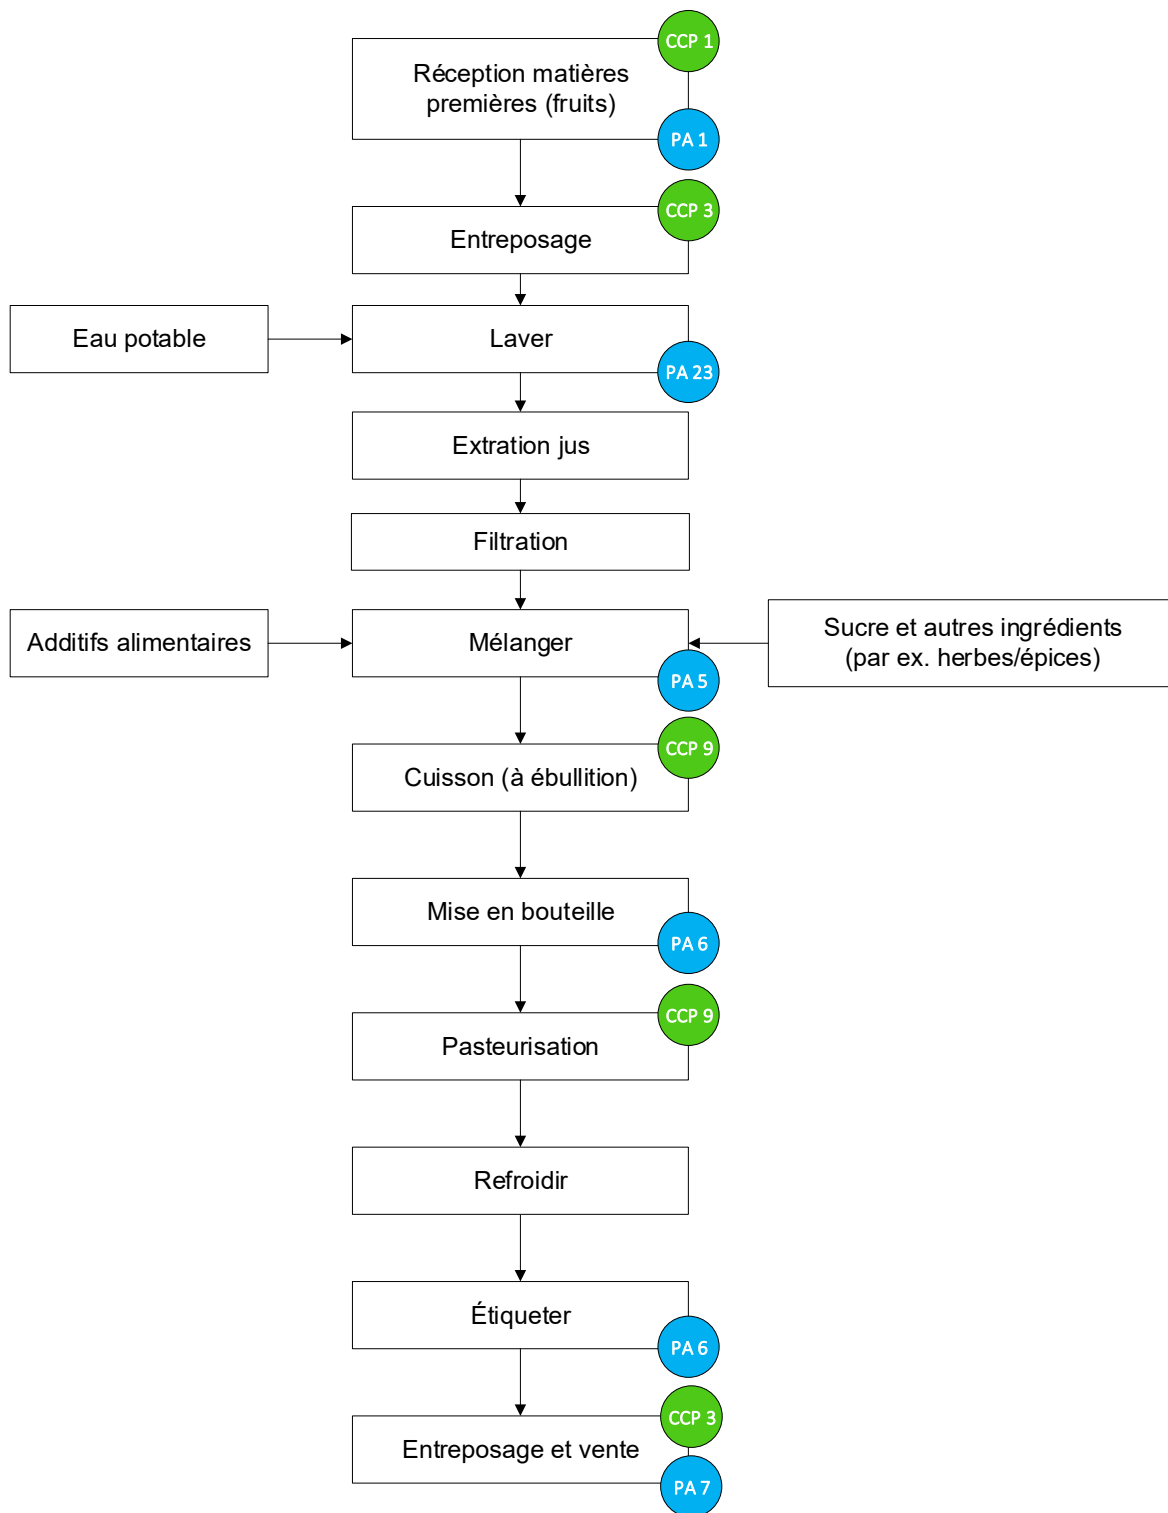 CCP 1
Réception matières
premières (fruits)
PA 1
CCP 3
Entreposage
Eau potable
Laver
PA 23
Extration jus
Filtration
Additifs alimentaires
Mélanger
Sucre et autres ingrédients
(par ex. herbes/épices)
PA 5
CCP 9
Cuisson (à ébullition)
Mise en bouteille
PA 6
CCP 9
Pasteurisation
Refroidir
Étiqueter
PA 6
CCP 3
Entreposage et vente
PA 7